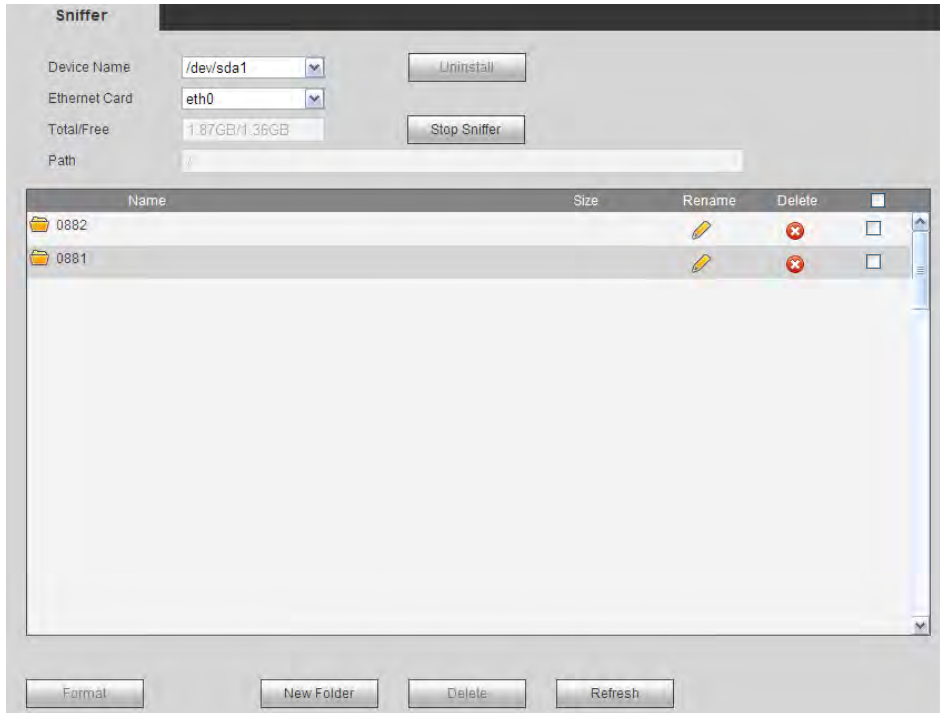 Sniffer
Device Name /dev/sda1 Uninstall
Ethernet Card eth0
Total/Free 1.87GB/1.36GB Stop Sniffer
Path /
Name Size Rename Delete
0882
0881
Format New Folder Delete Refresh